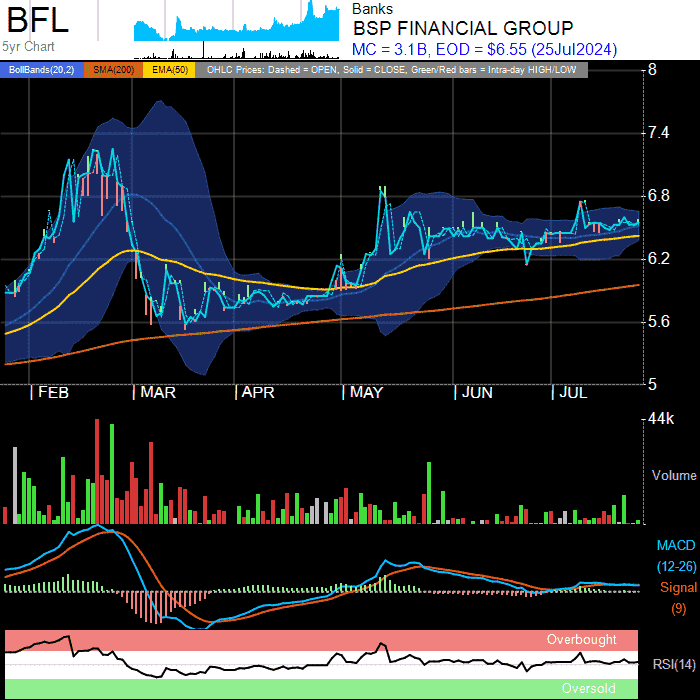 BFL
5yr Chart
Banks
BSP FINANCIAL GROUP
MC = 3.1B, EOD = $6.55 (25Jul2024)
BollBands(20,2) SMA(200) EMA(50) OHLC Prices: Dashed = OPEN, Solid = CLOSE, Green/Red bars = Intra-day HIGH/LOW
8
7.4
6.8
6.2
5.6
5
| FEB | MAR | APR | MAY | JUN | JUL
44k
Volume
MACD
(12-26)
Signal
(9)
Overbought
RSI(14)
Oversold